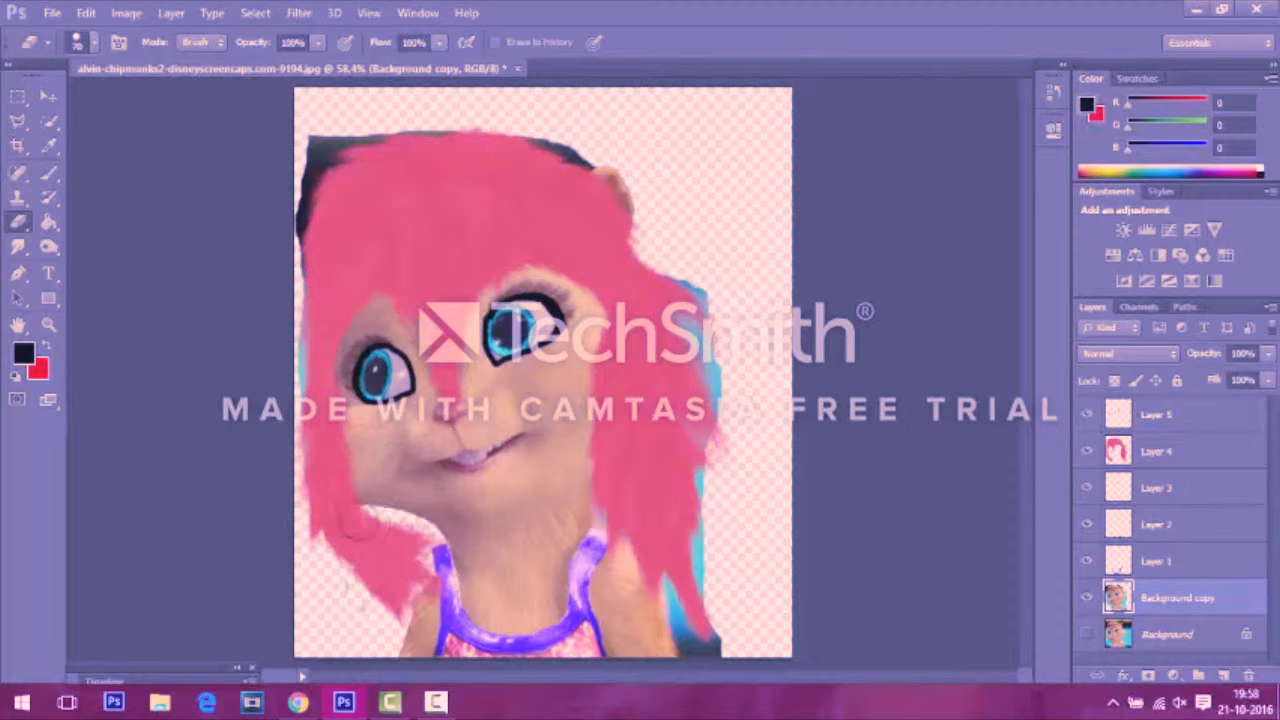 Ps File Edit Image Layer Type Select Filter 3D View Window Help
70 Mode: Brush Opacity: 100% Flow: 100% Erase to History Essentials
alvin-chipmunks2-disneyscreencaps.com-9194.jpg @ 58,4% (Background copy, RGB/8) * ×
Color Swatches
R 0
G 0
B 0
Adjustments Styles
Add an adjustment
Layers Channels Paths
Kind
Normal Opacity: 100%
Lock: 100%
Layer 5
Layer 4
Layer 3
Layer 2
Layer 1
Background copy
Background
TechSmith®
MADE WITH CAMTASIA FREE TRIAL
Timeline
19:58
21-10-2016